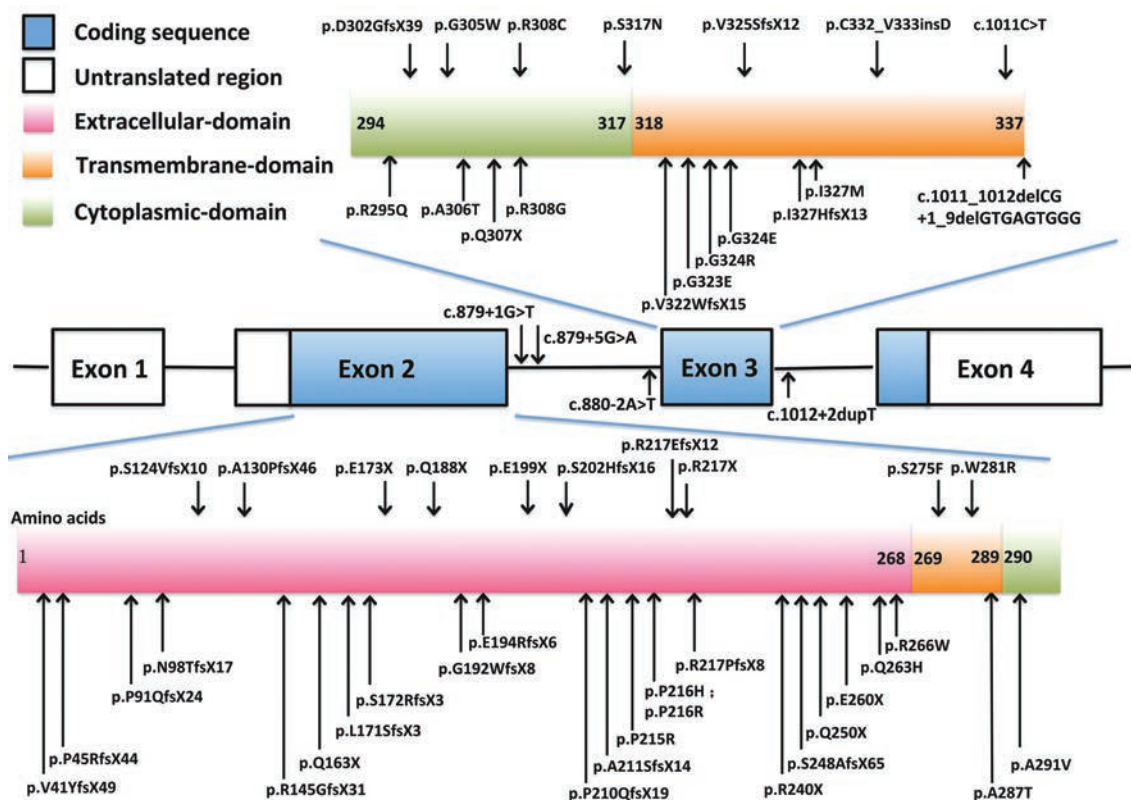 Coding sequence
Untranslated region
Extracellular-domain
Transmembrane-domain
Cytoplasmic-domain
p.D302GfsX39
p.G305W
p.R308C
p.S317N
p.V325SfsX12
p.C332_V333insD
c.1011C>T
294
317
318
337
p.R295Q
p.A306T
p.Q307X
p.R308G
p.V322WfsX15
p.G323E
p.G324R
p.G324E
p.I327HfsX13
p.I327M
c.1011_1012delCG
+1_9delGTGAGTGGG
c.879+1G>T
c.879+5G>A
Exon 1
Exon 2
Exon 3
Exon 4
c.880-2A>T
c.1012+2dupT
p.S124VfsX10
p.A130PfsX46
p.E173X
p.Q188X
p.E199X
p.S202HfsX16
p.R217EfsX12
p.R217X
p.S275F
p.W281R
Amino acids
1
268
269
289
290
p.V41YfsX49
p.P45RfsX44
p.P91QfsX24
p.N98TfsX17
p.R145GfsX31
p.Q163X
p.L171SfsX3
p.S172RfsX3
p.G192WfsX8
p.E194RfsX6
p.P210QfsX19
p.A211SfsX14
p.P215R
p.P216H ;
p.P216R
p.R217PfsX8
p.R240X
p.S248AfsX65
p.Q250X
p.E260X
p.Q263H
p.R266W
p.A287T
p.A291V